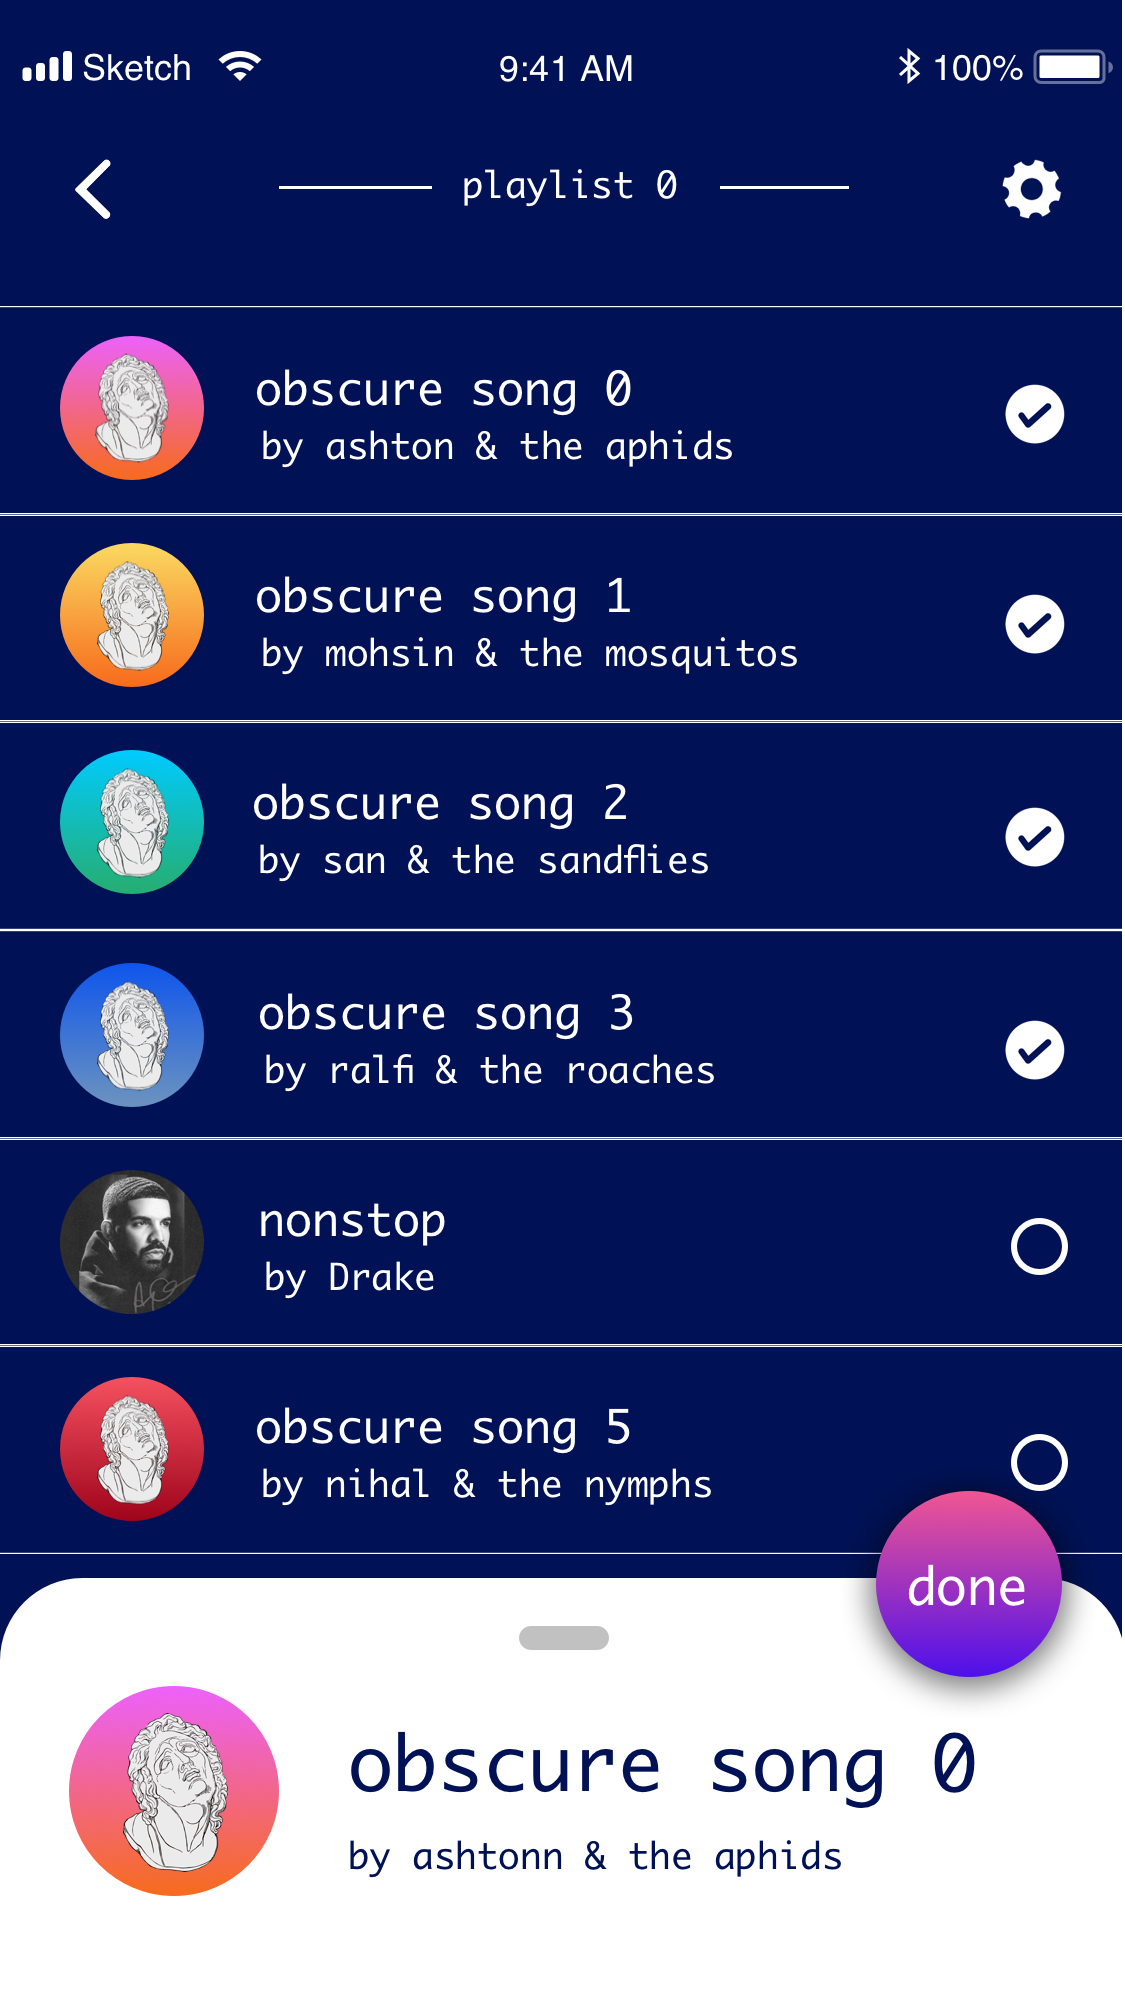 Sketch 9:41 AM 100%
playlist 0
obscure song 0
by ashton & the aphids
obscure song 1
by mohsin & the mosquitos
obscure song 2
by san & the sandflies
obscure song 3
by ralfi & the roaches
nonstop
by Drake
obscure song 5
by nihal & the nymphs
done
obscure song 0
by ashtonn & the aphids